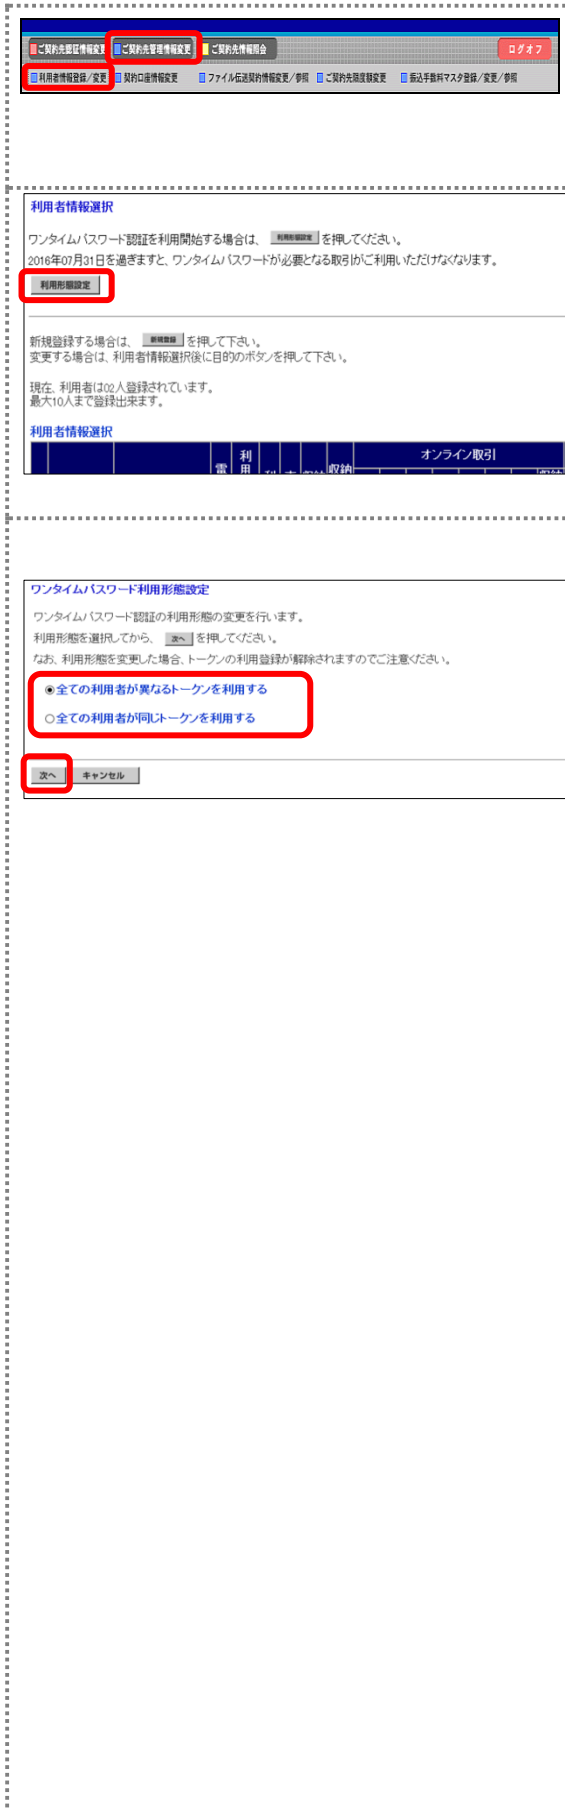 ご契約先認証情報変更 ご契約先管理情報変更 ご契約先情報照会 ログオフ
利用者情報登録／変更 契約口座情報変更 ファイル伝送契約情報変更／参照 ご契約先限度額変更 振込手数料マスタ登録／変更／参照
利用者情報選択
ワンタイムパスワード認証を利用開始する場合は、 利用形態設定 を押してください。
2016年07月31日を過ぎますと、ワンタイムパスワードが必要となる取引がご利用いただけなくなります。
利用形態設定
新規登録する場合は、 新規登録 を押して下さい。
変更する場合は、利用者情報選択後に目的のボタンを押して下さい。
現在、利用者は02人登録されています。
最大10人まで登録出来ます。
利用者情報選択
オンライン取引
電 利用 収納
ワンタイムパスワード利用形態設定
ワンタイムパスワード認証の利用形態の変更を行います。
利用形態を選択してから、 次へ を押してください。
なお、利用形態を変更した場合、トークンの利用登録が解除されますのでご注意ください。
全ての利用者が異なるトークンを利用する
全ての利用者が同じトークンを利用する
次へ キャンセル